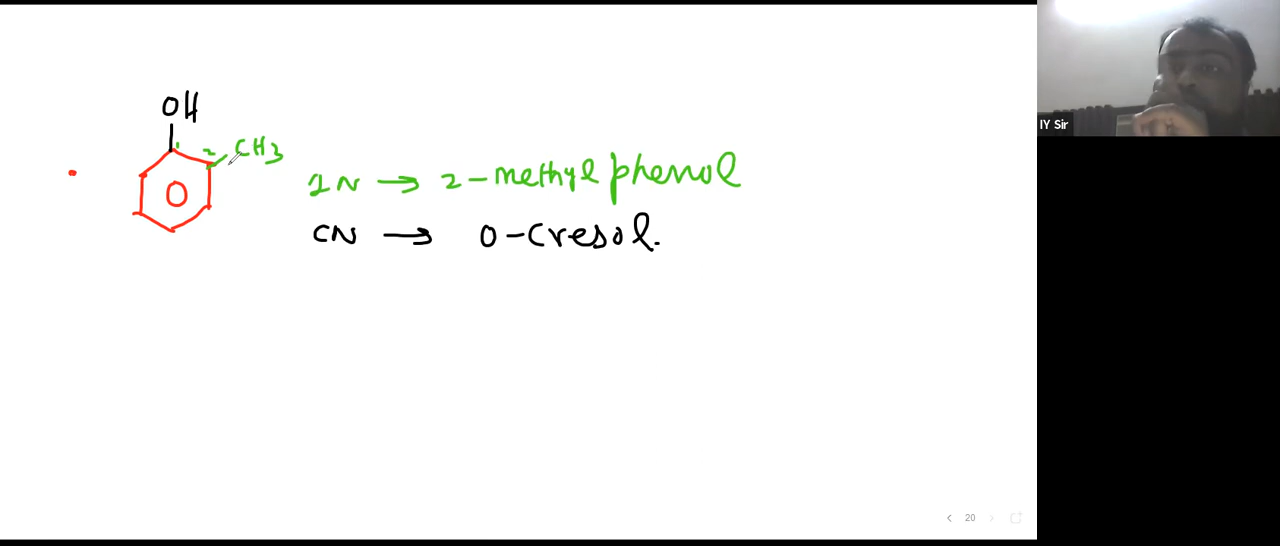 OH
1
2
CH3
IN → 2-methyl phenol
CN → O-Cresol.
IY Sir
20